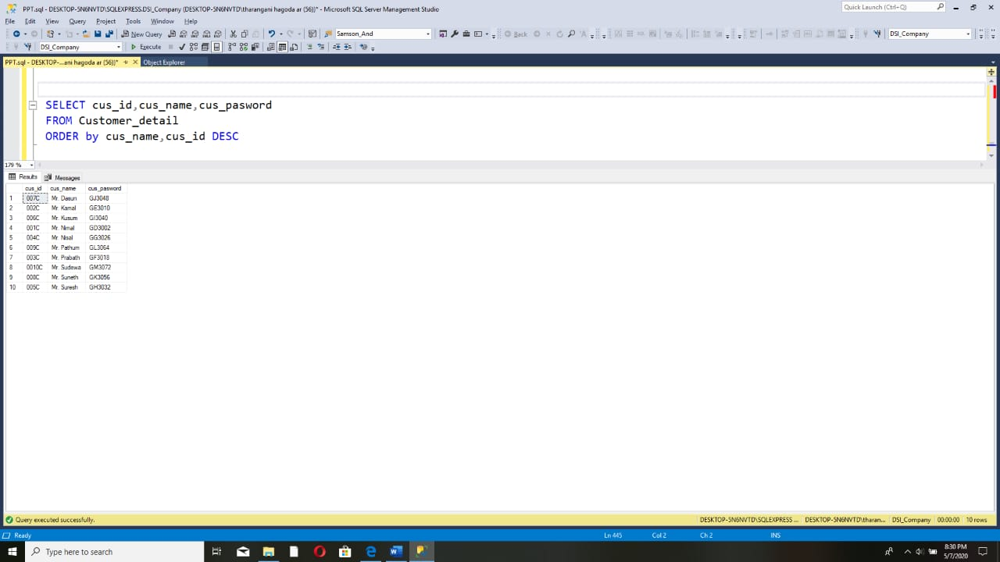 PPT.sql - DESKTOP-5N6NVTD\SQLEXPRESS.DSI_Company (DESKTOP-5N6NVTD\tharangani hagoda ar (56))* - Microsoft SQL Server Management Studio
Quick Launch (Ctrl+Q)
File Edit View Query Project Tools Window Help
New Query Samson_And Back DSI_Company
DSI_Company Execute
PPT.sql - DESKTOP-...ani hagoda ar (56))* Object Explorer
SELECT cus_id,cus_name,cus_pasword
FROM Customer_detail
ORDER by cus_name,cus_id DESC
179 %
Results Messages
cus_id cus_name cus_pasword
1 007C Mr. Dasun GJ3048
2 002C Mr. Kamal GE3010
3 006C Mr. Kusum GI3040
4 001C Mr. Nimal GD3002
5 004C Mr. Nisal GG3026
6 009C Mr. Pathum GL3064
7 003C Mr. Prabath GF3018
8 0010C Mr. Sudewa GM3072
9 008C Mr. Suneth GK3056
10 005C Mr. Suresh GH3032
Query executed successfully. DESKTOP-5N6NVTD\SQLEXPRESS ... DESKTOP-5N6NVTD\tharan... DSI_Company 00:00:00 10 rows
Ready Ln 445 Col 2 Ch 2 INS
Type here to search
8:30 PM
5/7/2020